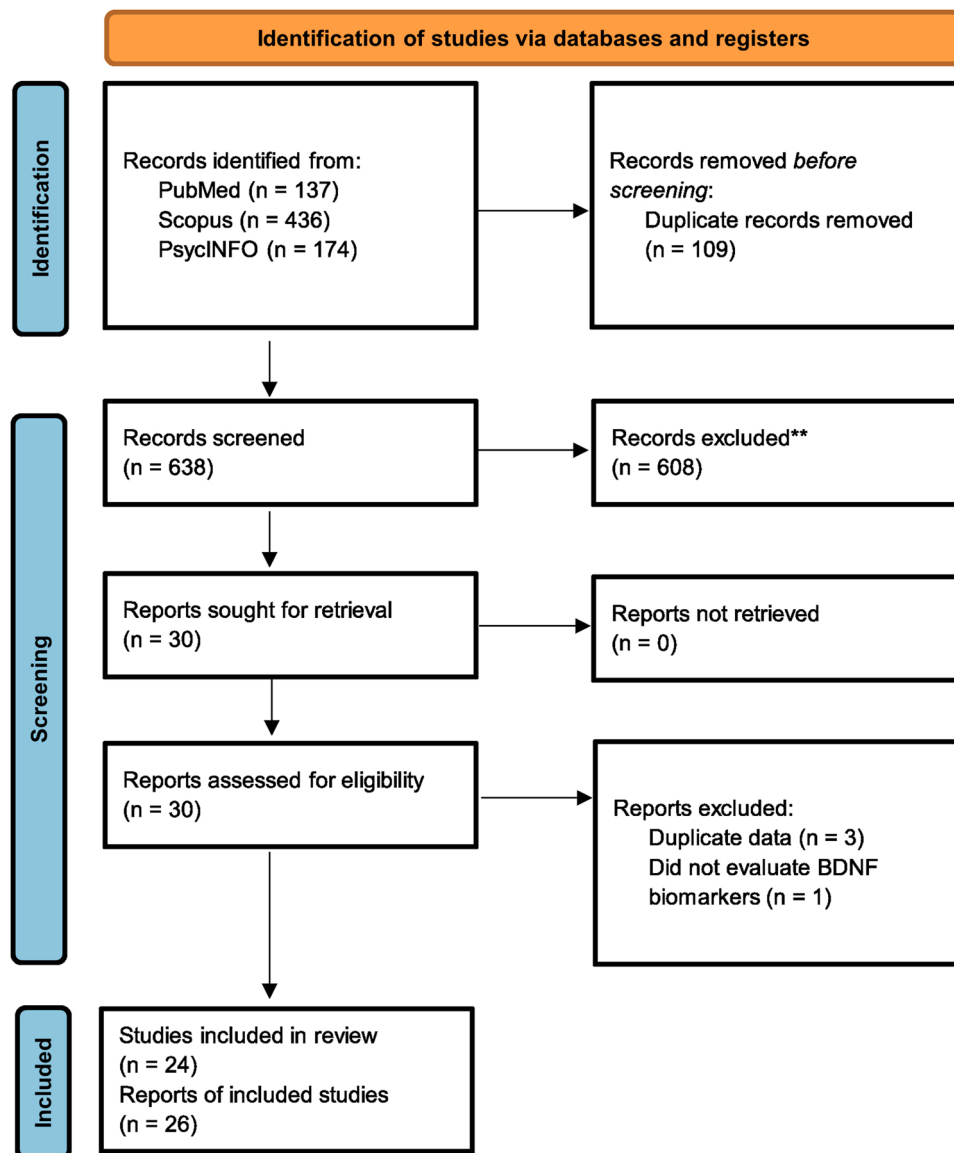 Identification of studies via databases and registers
Identification
Records identified from:
PubMed (n = 137)
Scopus (n = 436)
PsycINFO (n = 174)
Records removed before
screening:
Duplicate records removed
(n = 109)
Screening
Records screened
(n = 638)
Records excluded**
(n = 608)
Reports sought for retrieval
(n = 30)
Reports not retrieved
(n = 0)
Reports assessed for eligibility
(n = 30)
Reports excluded:
Duplicate data (n = 3)
Did not evaluate BDNF
biomarkers (n = 1)
Included
Studies included in review
(n = 24)
Reports of included studies
(n = 26)